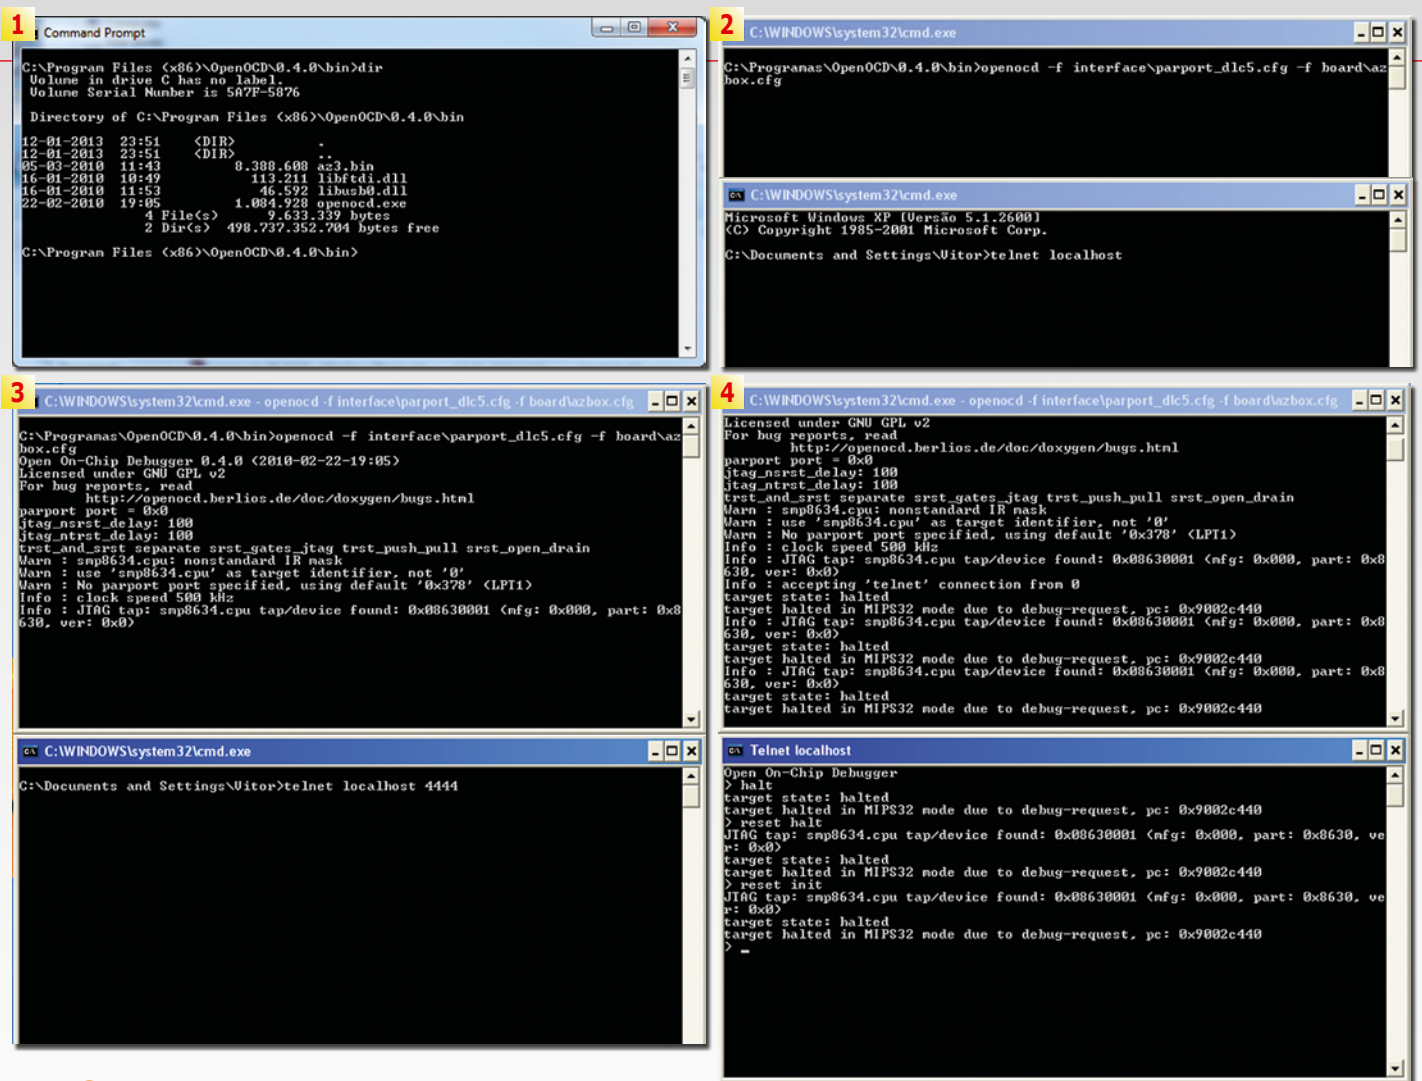 1
Command Prompt
C:\Program Files (x86)\OpenOCD\0.4.0\bin>dir
Volume in drive C has no label.
Volume Serial Number is 5A7F-5876
Directory of C:\Program Files (x86)\OpenOCD\0.4.0\bin
12-01-2013 23:51 <DIR> .
12-01-2013 23:51 <DIR> ..
05-03-2010 11:43 8.388.608 az3.bin
16-01-2010 10:49 113.211 libftdi.dll
16-01-2010 11:53 46.592 libusb0.dll
22-02-2010 19:05 1.084.928 openocd.exe
4 File(s) 9.633.339 bytes
2 Dir(s) 498.737.352.704 bytes free
C:\Program Files (x86)\OpenOCD\0.4.0\bin>
2
C:\WINDOWS\system32\cmd.exe
C:\Programas\OpenOCD\0.4.0\bin>openocd -f interface\parport_dlc5.cfg -f board\az
box.cfg
C:\WINDOWS\system32\cmd.exe
Microsoft Windows XP [Versão 5.1.2600]
(C) Copyright 1985-2001 Microsoft Corp.
C:\Documents and Settings\Vitor>telnet localhost
3
C:\WINDOWS\system32\cmd.exe - openocd -f interface\parport_dlc5.cfg -f board\azbox.cfg
C:\Programas\OpenOCD\0.4.0\bin>openocd -f interface\parport_dlc5.cfg -f board\az
box.cfg
Open On-Chip Debugger 0.4.0 (2010-02-22-19:05)
Licensed under GNU GPL v2
For bug reports, read
http://openocd.berlios.de/doc/doxygen/bugs.html
parport port = 0x0
jtag_nsrst_delay: 100
jtag_ntrst_delay: 100
trst_and_srst separate srst_gates_jtag trst_push_pull srst_open_drain
Warn : smp8634.cpu: nonstandard IR mask
Warn : use 'smp8634.cpu' as target identifier, not '0'
Warn : No parport port specified, using default '0x378' (LPT1)
Info : clock speed 500 kHz
Info : JTAG tap: smp8634.cpu tap/device found: 0x08630001 (mfg: 0x000, part: 0x8
630, ver: 0x0)
C:\WINDOWS\system32\cmd.exe
C:\Documents and Settings\Vitor>telnet localhost 4444
4
C:\WINDOWS\system32\cmd.exe - openocd -f interface\parport_dlc5.cfg -f board\azbox.cfg
Licensed under GNU GPL v2
For bug reports, read
http://openocd.berlios.de/doc/doxygen/bugs.html
parport port = 0x0
jtag_nsrst_delay: 100
jtag_ntrst_delay: 100
trst_and_srst separate srst_gates_jtag trst_push_pull srst_open_drain
Warn : smp8634.cpu: nonstandard IR mask
Warn : use 'smp8634.cpu' as target identifier, not '0'
Warn : No parport port specified, using default '0x378' (LPT1)
Info : clock speed 500 kHz
Info : JTAG tap: smp8634.cpu tap/device found: 0x08630001 (mfg: 0x000, part: 0x8
630, ver: 0x0)
Info : accepting 'telnet' connection from 0
target state: halted
target halted in MIPS32 mode due to debug-request, pc: 0x9002c440
Info : JTAG tap: smp8634.cpu tap/device found: 0x08630001 (mfg: 0x000, part: 0x8
630, ver: 0x0)
target state: halted
target halted in MIPS32 mode due to debug-request, pc: 0x9002c440
Info : JTAG tap: smp8634.cpu tap/device found: 0x08630001 (mfg: 0x000, part: 0x8
630, ver: 0x0)
target state: halted
target halted in MIPS32 mode due to debug-request, pc: 0x9002c440
Telnet localhost
Open On-Chip Debugger
> halt
target state: halted
target halted in MIPS32 mode due to debug-request, pc: 0x9002c440
> reset halt
JTAG tap: smp8634.cpu tap/device found: 0x08630001 (mfg: 0x000, part: 0x8630, ve
r: 0x0)
target state: halted
target halted in MIPS32 mode due to debug-request, pc: 0x9002c440
> reset init
JTAG tap: smp8634.cpu tap/device found: 0x08630001 (mfg: 0x000, part: 0x8630, ve
r: 0x0)
target state: halted
target halted in MIPS32 mode due to debug-request, pc: 0x9002c440
> _